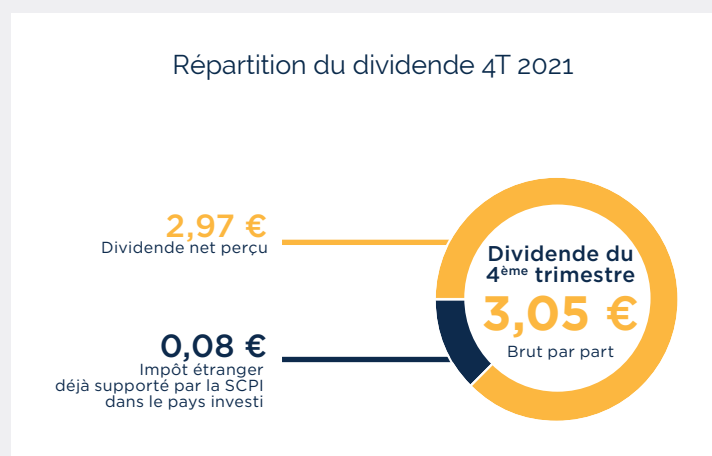 Répartition du dividende 4T 2021
2,97 €
Dividende net perçu
0,08 €
Impôt étranger
déjà supporté par la SCPI
dans le pays investi
Dividende du
4ème trimestre
3,05 €
Brut par part